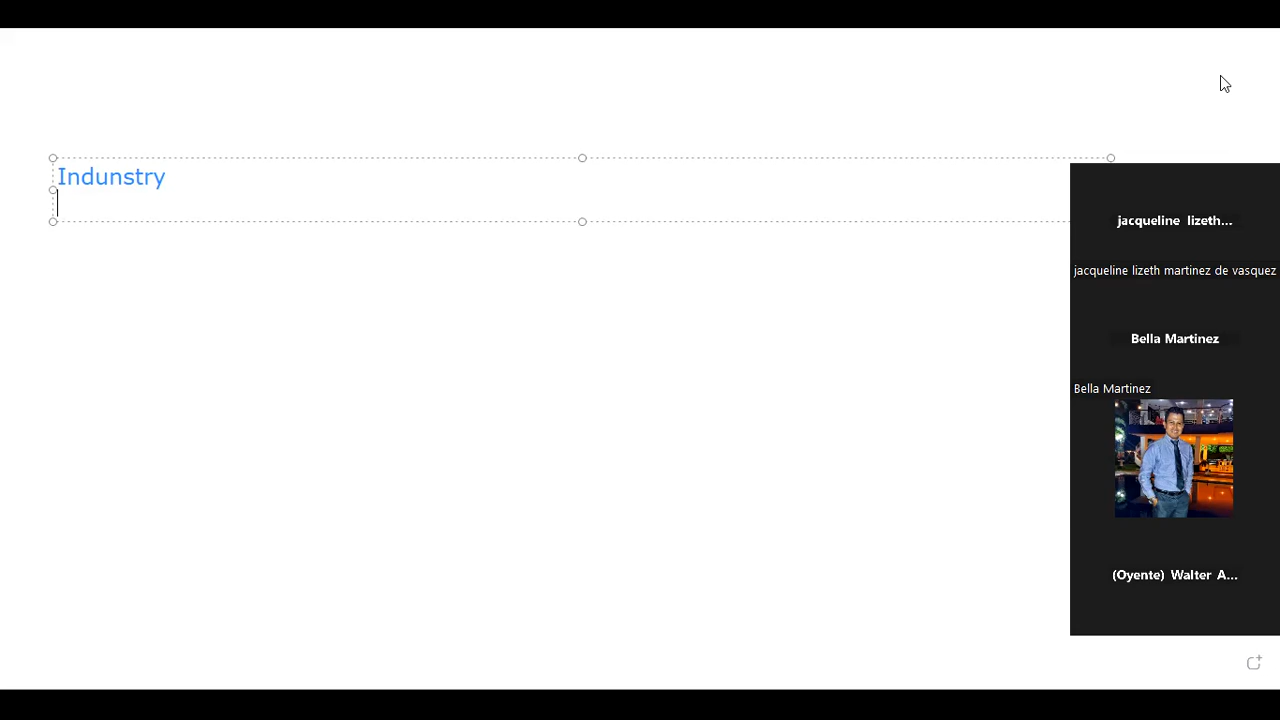 Indunstry
jacqueline lizeth...
jacqueline lizeth martinez de vasquez
Bella Martinez
Bella Martinez
(Oyente) Walter A...